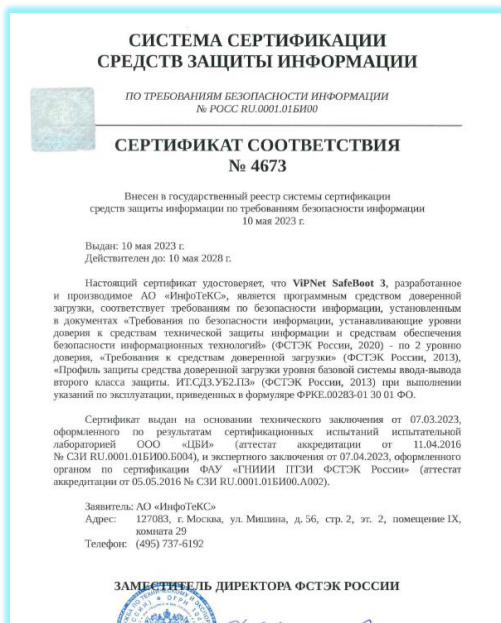 СИСТЕМА СЕРТИФИКАЦИИ
СРЕДСТВ ЗАЩИТЫ ИНФОРМАЦИИ
ПО ТРЕБОВАНИЯМ БЕЗОПАСНОСТИ ИНФОРМАЦИИ
№ РОСС RU.0001.01БИ00
СЕРТИФИКАТ СООТВЕТСТВИЯ
№ 4673
Внесен в государственный реестр системы сертификации
средств защиты информации по требованиям безопасности информации
10 мая 2023 г.
Выдан: 10 мая 2023 г.
Действителен до: 10 мая 2028 г.
Настоящий сертификат удостоверяет, что ViPNet SafeBoot 3, разработанное
и производимое АО «ИнфоТеКС», является программным средством доверенной
загрузки, соответствует требованиям по безопасности информации, установленным
в документах «Требования по безопасности информации, устанавливающие уровни
доверия к средствам технической защиты информации и средствам обеспечения
безопасности информационных технологий» (ФСТЭК России, 2020) - по 2 уровню
доверия, «Требования к средствам доверенной загрузки» (ФСТЭК России, 2013),
«Профиль защиты средства доверенной загрузки уровня базовой системы ввода-вывода
второго класса защиты. ИТ.СДЗ.УБ2.ПЗ» (ФСТЭК России, 2013) при выполнении
указаний по эксплуатации, приведенных в формуляре ФРКЕ.00283-01 30 01 ФО.
Сертификат выдан на основании технического заключения от 07.03.2023,
оформленного по результатам сертификационных испытаний испытательной
лабораторией ООО «ЦБИ» (аттестат аккредитации от 11.04.2016
№ СЗИ RU.0001.01БИ00.Б004), и экспертного заключения от 07.04.2023, оформленного
органом по сертификации ФАУ «ГНИИИ ПТЗИ ФСТЭК России» (аттестат
аккредитации от 05.05.2016 № СЗИ RU.0001.01БИ00.А002).
Заявитель: АО «ИнфоТеКС»
Адрес: 127083, г. Москва, ул. Мишина, д. 56, стр. 2, эт. 2, помещение IX,
комната 29
Телефон: (495) 737-6192
ЗАМЕСТИТЕЛЬ ДИРЕКТОРА ФСТЭК РОССИИ